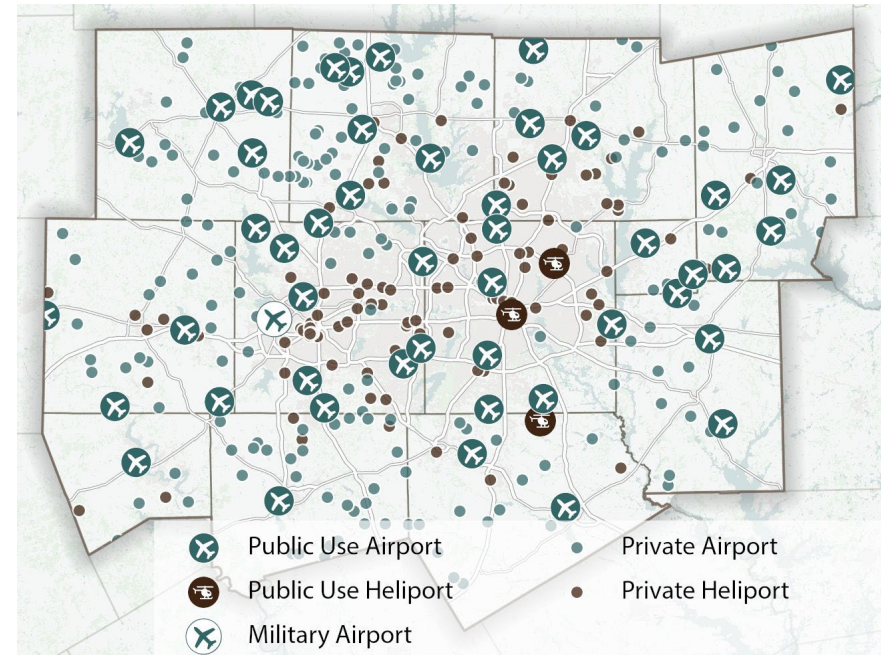 Public Use Airport
Private Airport
Public Use Heliport
Private Heliport
Military Airport